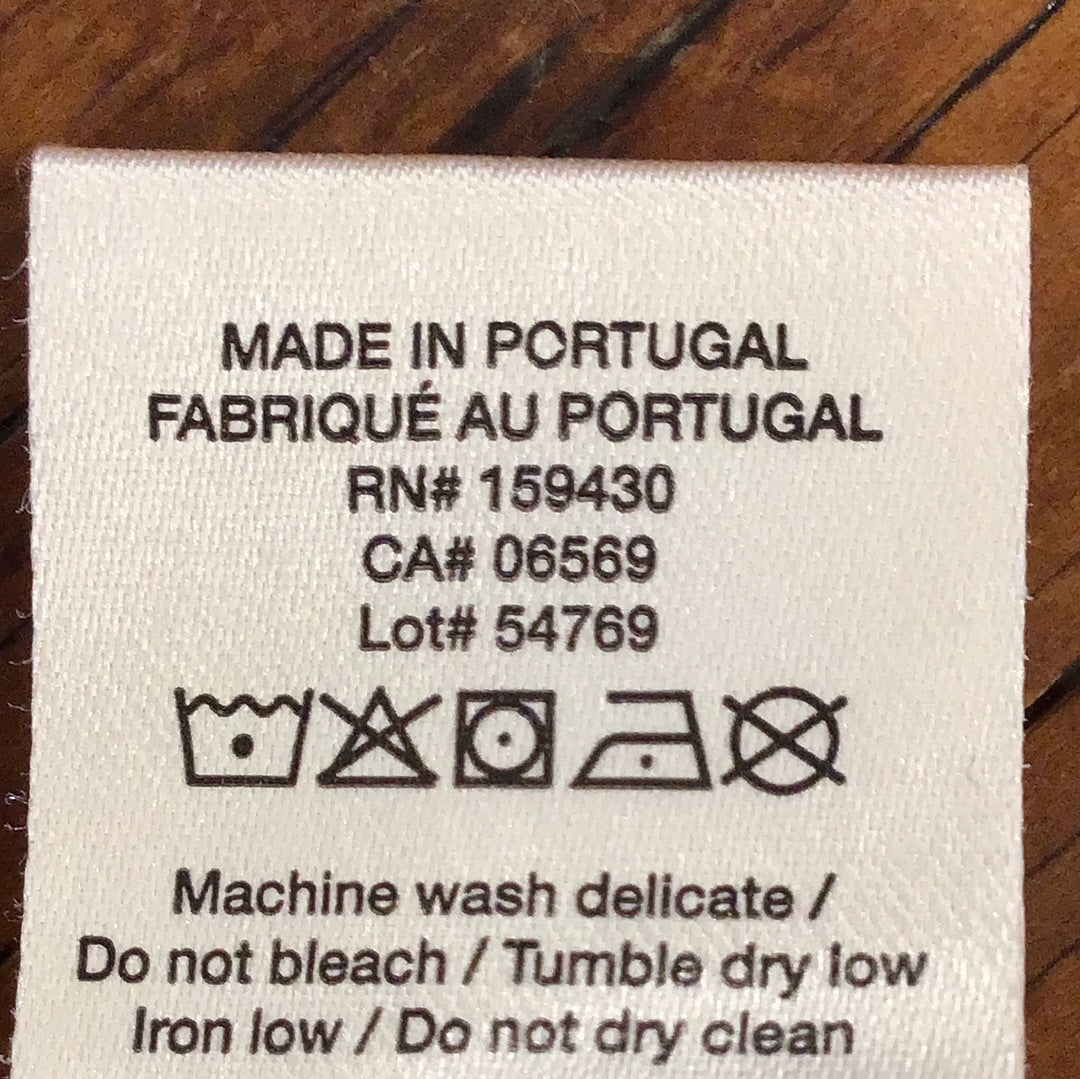 MADE IN PORTUGAL
FABRIQUÉ AU PORTUGAL
RN# 159430
CA# 06569
Lot# 54769
Machine wash delicate /
Do not bleach / Tumble dry low
Iron low / Do not dry clean